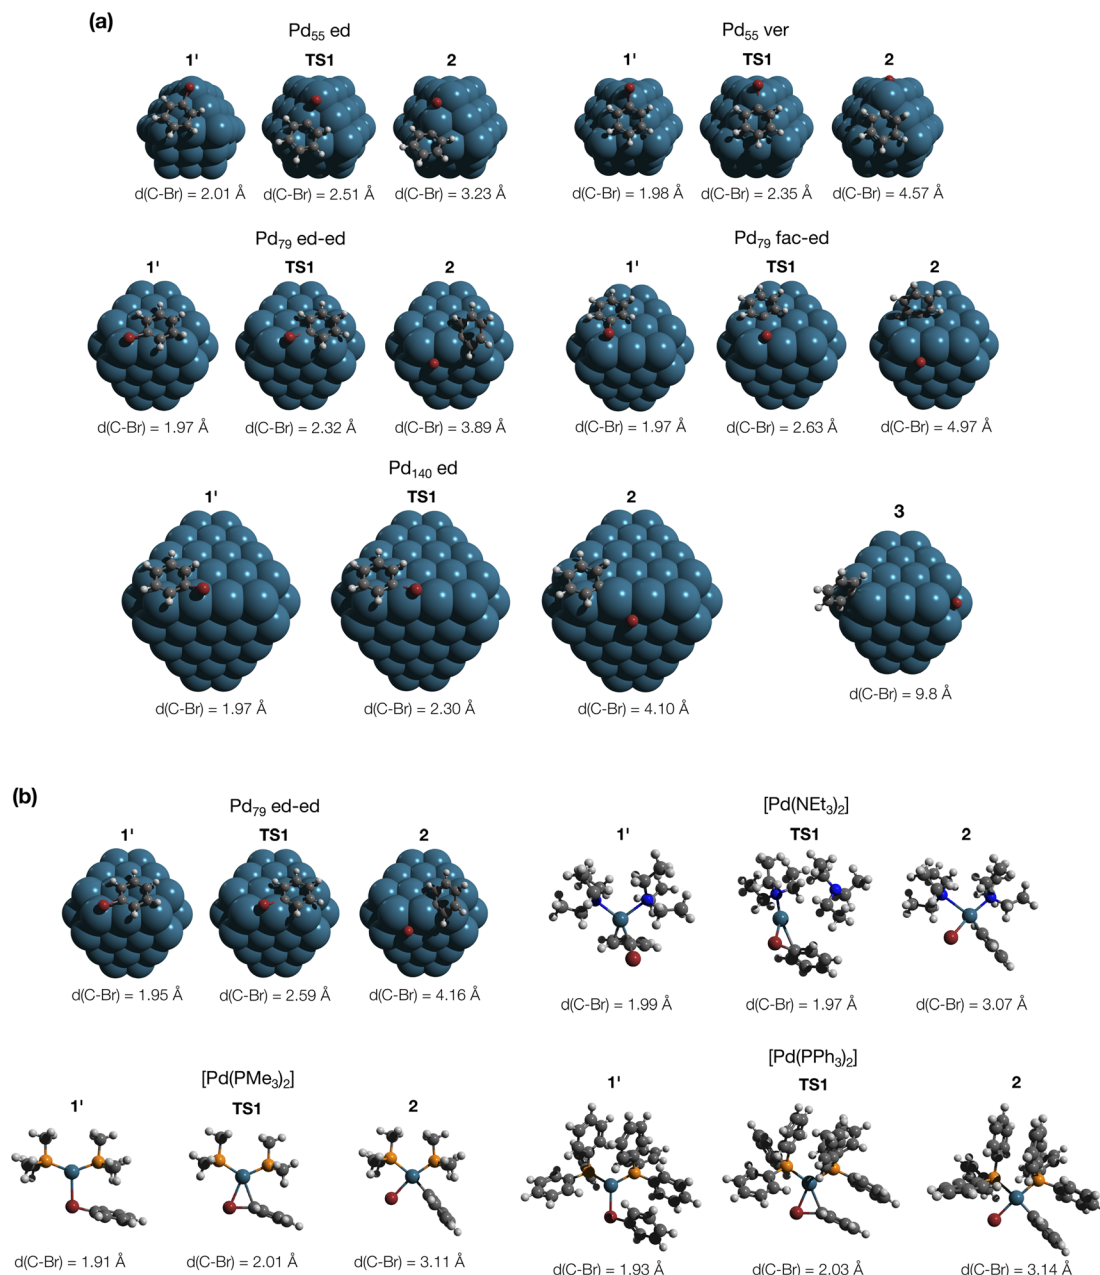 (a)
Pd55 ed
Pd55 ver
1' TS1 2
1' TS1 2
d(C-Br) = 2.01 Å d(C-Br) = 2.51 Å d(C-Br) = 3.23 Å
d(C-Br) = 1.98 Å d(C-Br) = 2.35 Å d(C-Br) = 4.57 Å
Pd79 ed-ed
Pd79 fac-ed
1' TS1 2
1' TS1 2
d(C-Br) = 1.97 Å d(C-Br) = 2.32 Å d(C-Br) = 3.89 Å
d(C-Br) = 1.97 Å d(C-Br) = 2.63 Å d(C-Br) = 4.97 Å
Pd140 ed
1' TS1 2
3
d(C-Br) = 1.97 Å d(C-Br) = 2.30 Å d(C-Br) = 4.10 Å
d(C-Br) = 9.8 Å
(b)
Pd79 ed-ed
[Pd(NEt3)2]
1' TS1 2
1' TS1 2
d(C-Br) = 1.95 Å d(C-Br) = 2.59 Å d(C-Br) = 4.16 Å
d(C-Br) = 1.99 Å d(C-Br) = 1.97 Å d(C-Br) = 3.07 Å
[Pd(PMe3)2]
[Pd(PPh3)2]
1' TS1 2
1' TS1 2
d(C-Br) = 1.91 Å d(C-Br) = 2.01 Å d(C-Br) = 3.11 Å
d(C-Br) = 1.93 Å d(C-Br) = 2.03 Å d(C-Br) = 3.14 Å